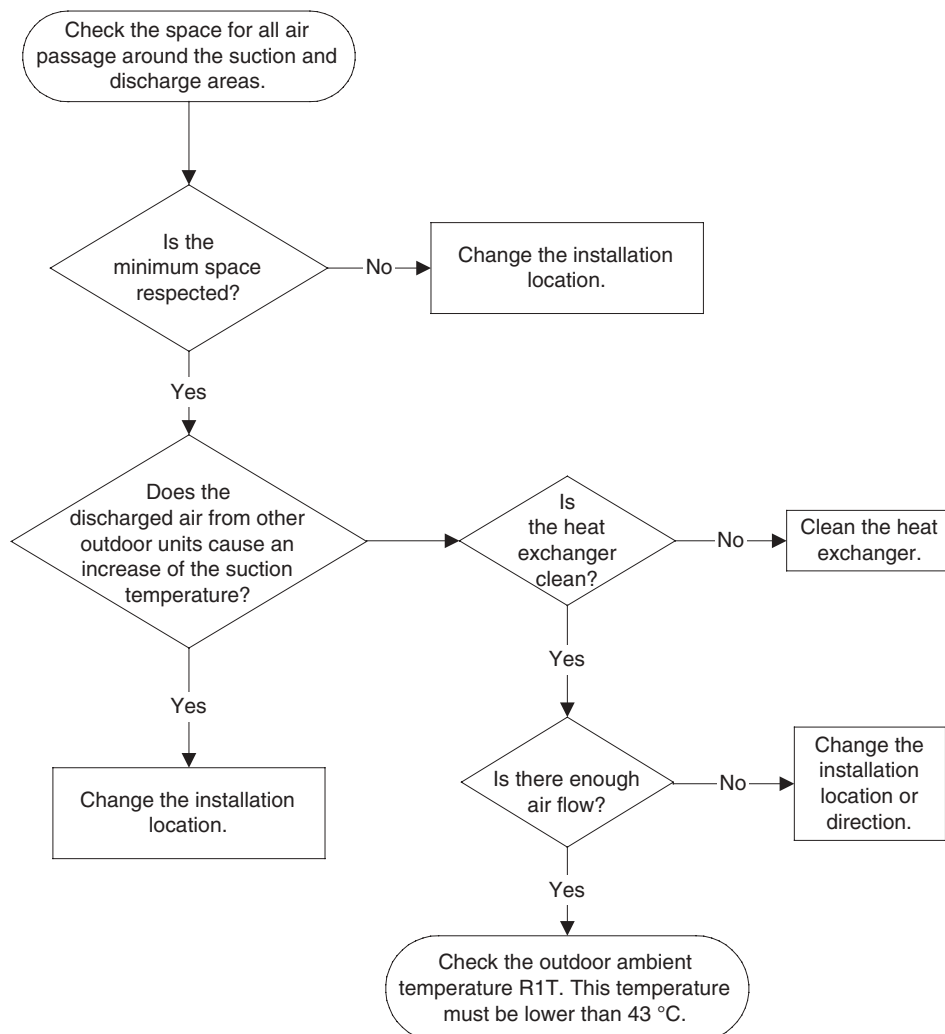 Check the space for all air
passage around the suction and
discharge areas.
Is the
minimum space
respected?
No
Change the installation
location.
Yes
Does the
discharged air from other
outdoor units cause an
increase of the suction
temperature?
Is
the heat
exchanger
clean?
No
Clean the heat
exchanger.
Yes
Yes
Change the installation
location.
Is there enough
air flow?
No
Change the
installation
location or
direction.
Yes
Check the outdoor ambient
temperature R1T. This temperature
must be lower than 43 °C.